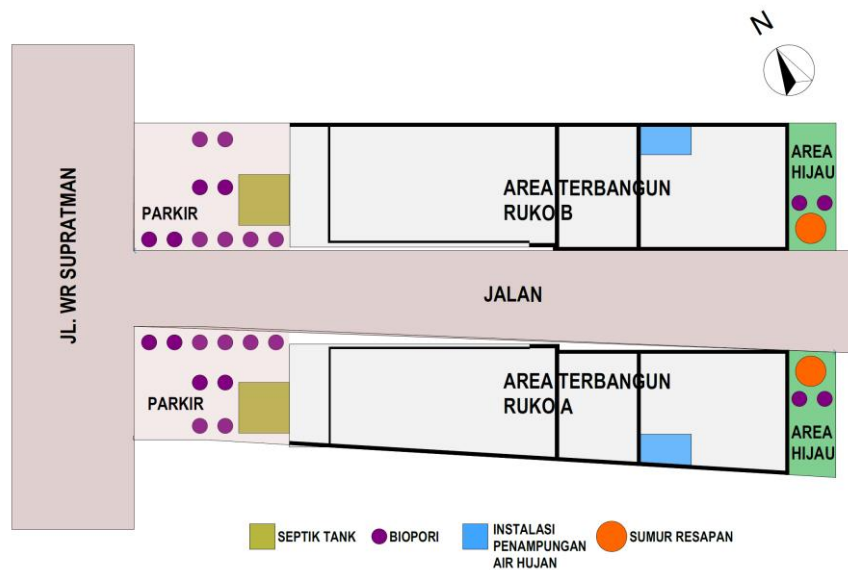 N
AREA
HIJAU
AREA TERBANGUN
RUKO B
PARKIR
JL. WR SUPRATMAN
JALAN
AREA TERBANGUN
RUKO A
PARKIR
AREA
HIJAU
SEPTIK TANK
BIOPORI
INSTALASI
PENAMPUNGAN
AIR HUJAN
SUMUR RESAPAN